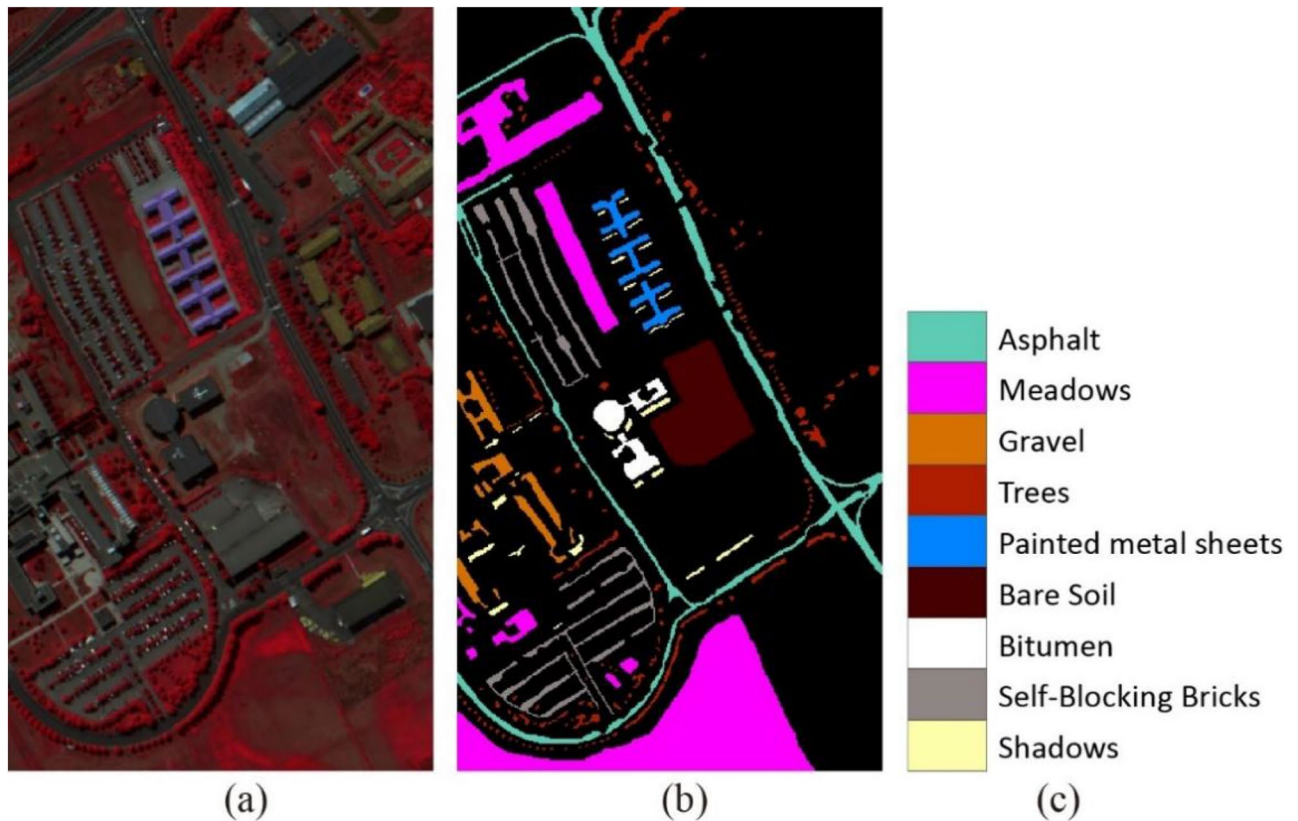 Asphalt
Meadows
Gravel
Trees
Painted metal sheets
Bare Soil
Bitumen
Self-Blocking Bricks
Shadows
(a)
(b)
(c)